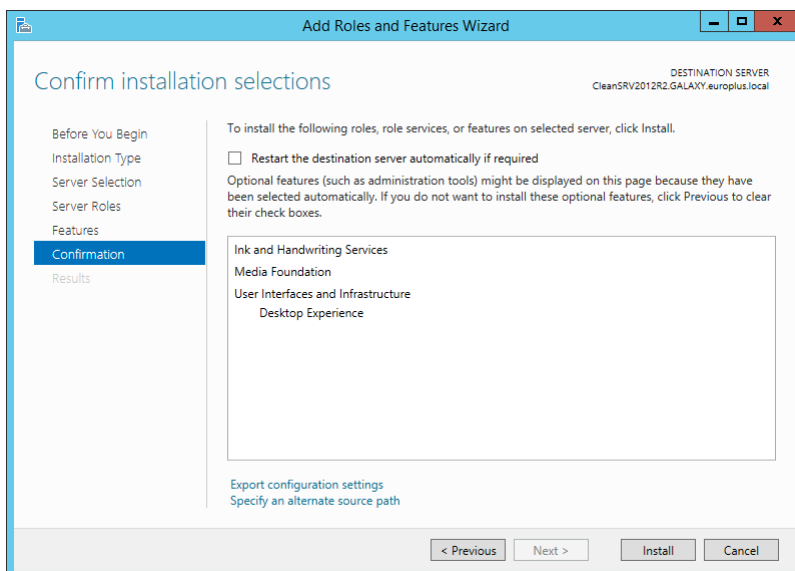 Add Roles and Features Wizard
Confirm installation selections
DESTINATION SERVER
CleanSRV2012R2.GALAXY.europlus.local
Before You Begin
Installation Type
Server Selection
Server Roles
Features
Confirmation
Results
To install the following roles, role services, or features on selected server, click Install.
Restart the destination server automatically if required
Optional features (such as administration tools) might be displayed on this page because they have
been selected automatically. If you do not want to install these optional features, click Previous to clear
their check boxes.
Ink and Handwriting Services
Media Foundation
User Interfaces and Infrastructure
Desktop Experience
Export configuration settings
Specify an alternate source path
< Previous
Next >
Install
Cancel